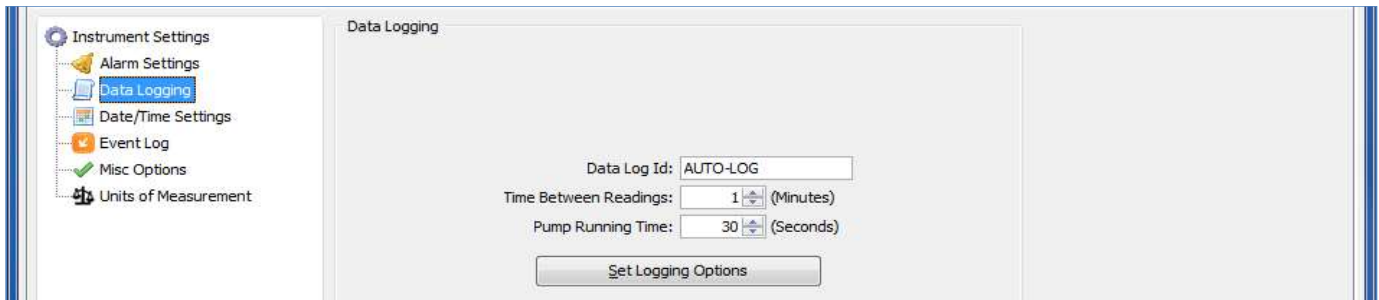 Instrument Settings
Alarm Settings
Data Logging
Date/Time Settings
Event Log
Misc Options
Units of Measurement
Data Logging
Data Log Id: AUTO-LOG
Time Between Readings: 1 (Minutes)
Pump Running Time: 30 (Seconds)
Set Logging Options